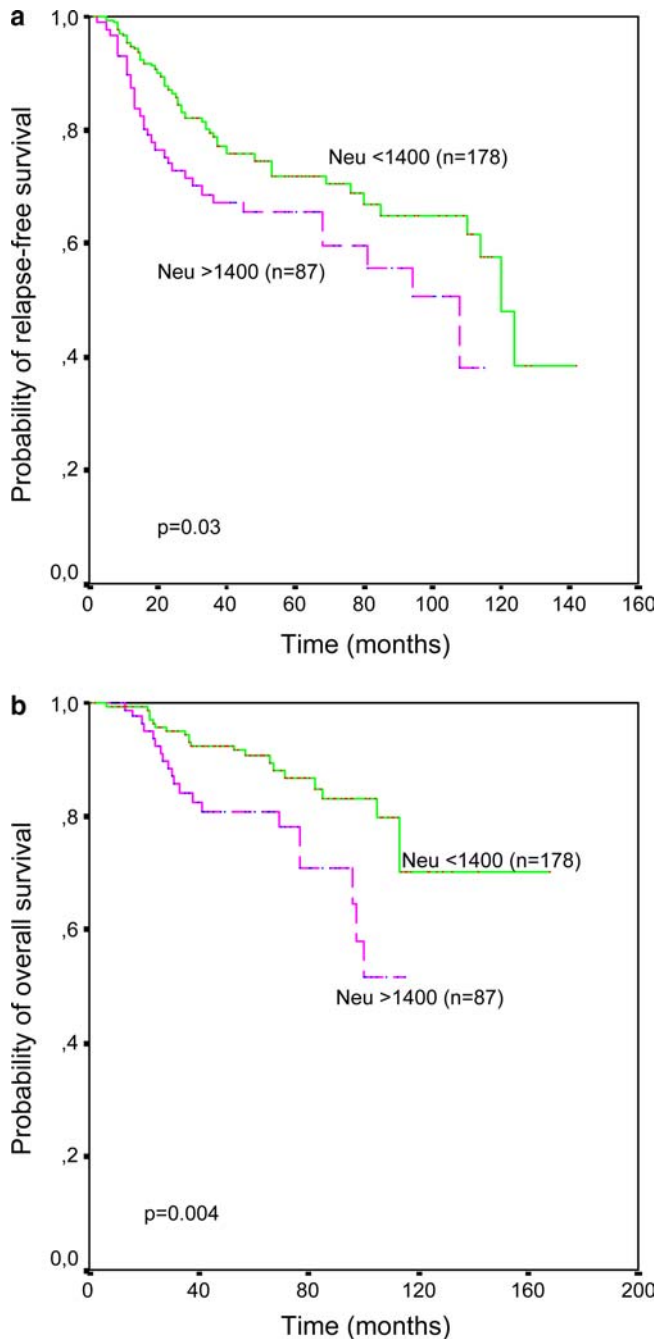 a
1,0
,8
,6
,4
,2
0,0
Probability of relapse-free survival
Neu <1400 (n=178)
Neu >1400 (n=87)
p=0.03
0 20 40 60 80 100 120 140 160
Time (months)
b
1,0
,8
,6
,4
,2
0,0
Probability of overall survival
Neu <1400 (n=178)
Neu >1400 (n=87)
p=0.004
0 40 80 120 160 200
Time (months)